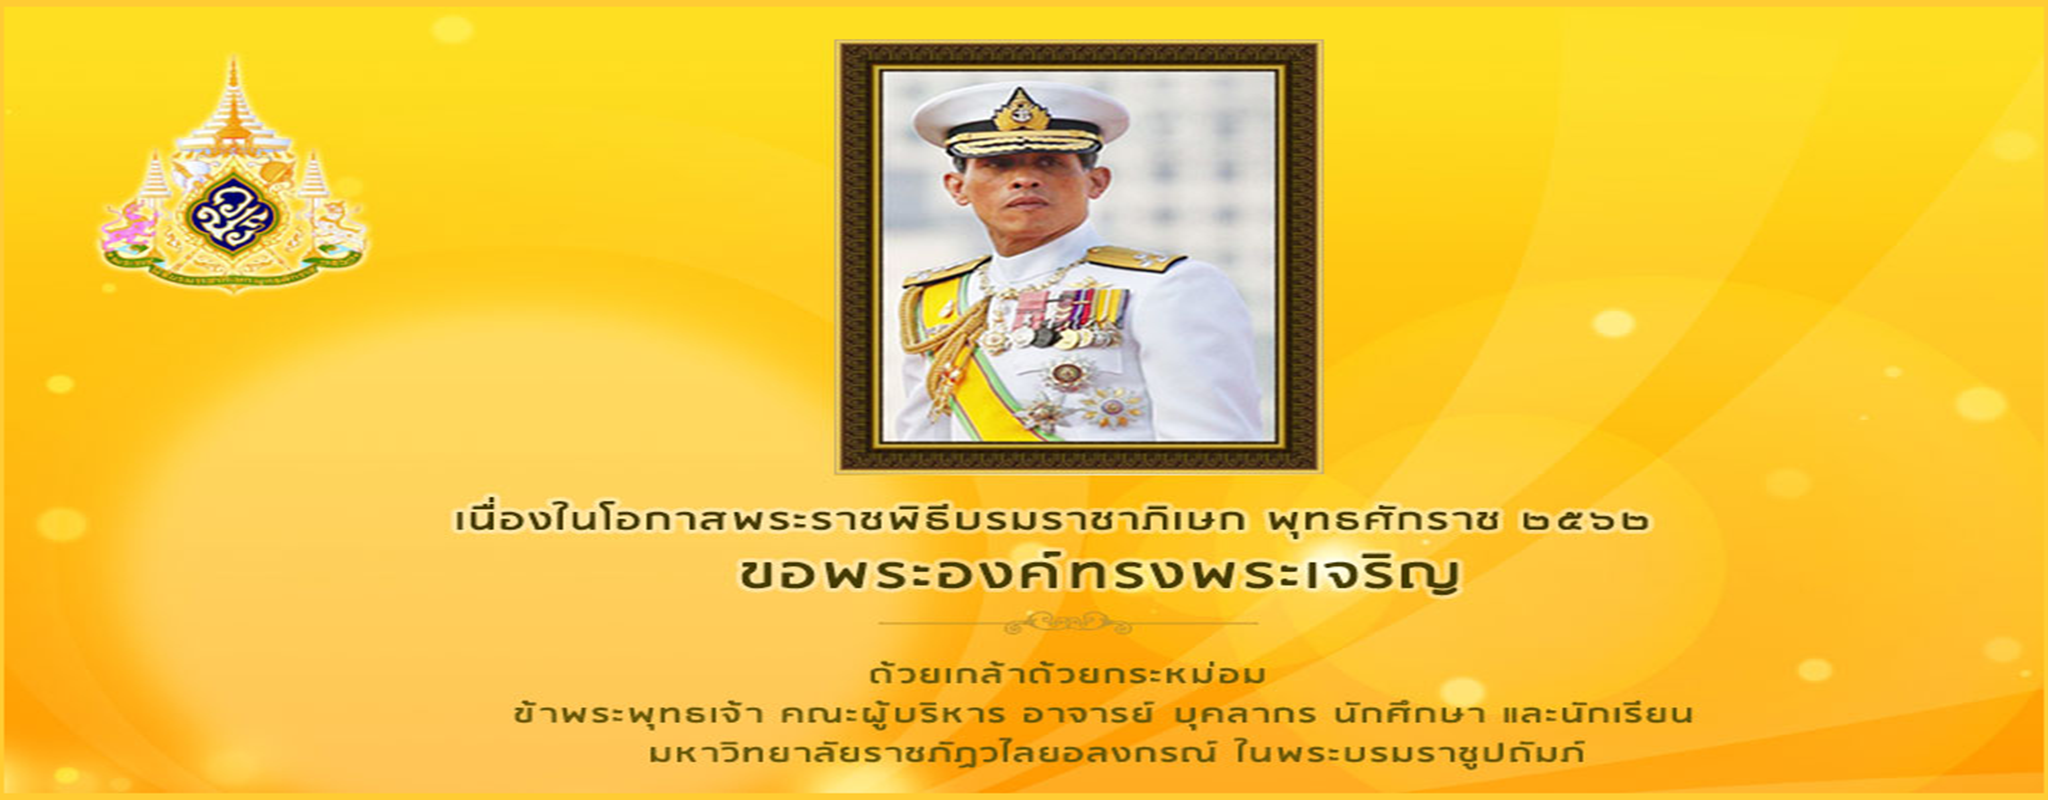 เนื่องในโอกาสพระราชพิธีบรมราชาภิเษก พุทธศักราช ๒๕๖๒
ขอพระองค์ทรงพระเจริญ
ด้วยเกล้าด้วยกระหม่อม
ข้าพระพุทธเจ้า คณะผู้บริหาร อาจารย์ บุคลากร นักศึกษา และนักเรียน
มหาวิทยาลัยราชภัฏวไลยอลงกรณ์ ในพระบรมราชูปถัมภ์